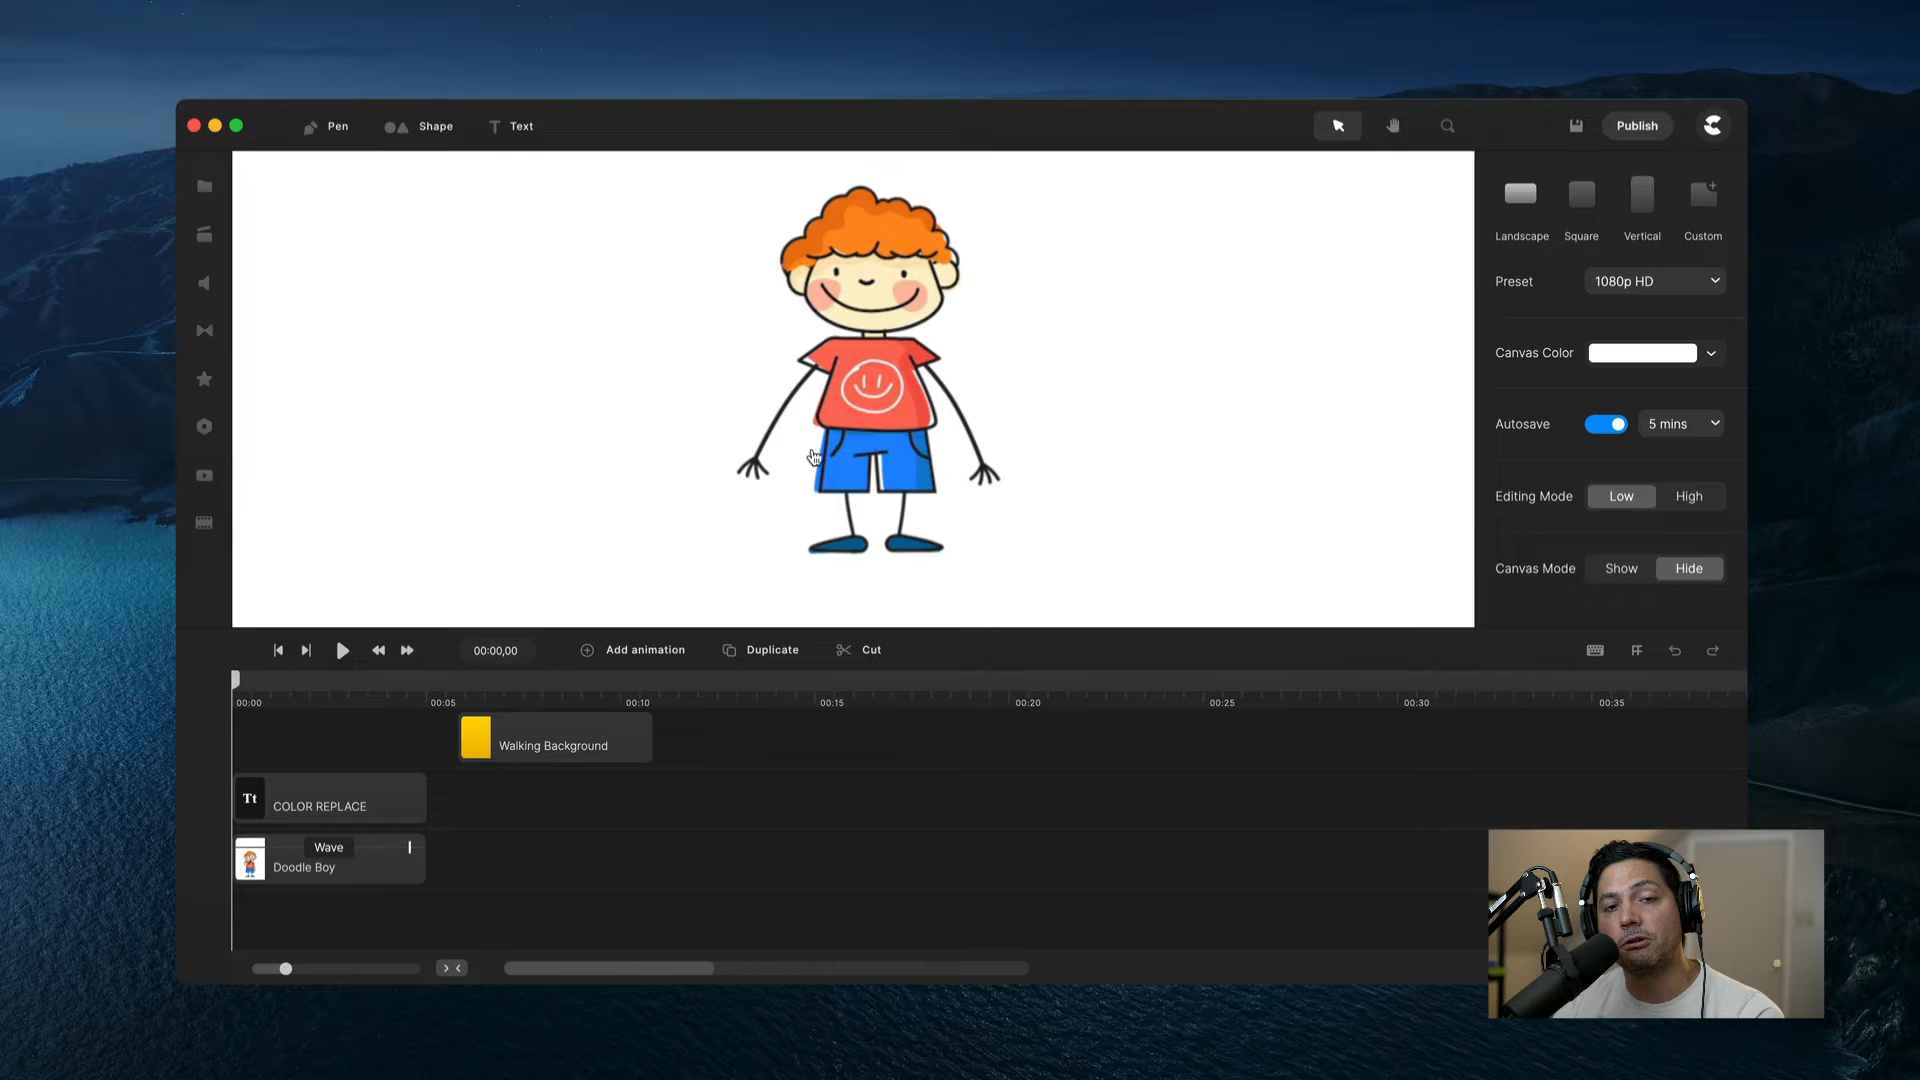 Pen
Shape
Text
Publish
Landscape
Square
Vertical
Custom
Preset
1080p HD
Canvas Color
Autosave
5 mins
Editing Mode
Low
High
Canvas Mode
Show
Hide
00:00,00
Add animation
Duplicate
Cut
00:00
00:05
00:10
00:15
00:20
00:25
00:30
00:35
Walking Background
Tt
COLOR REPLACE
Wave
Doodle Boy